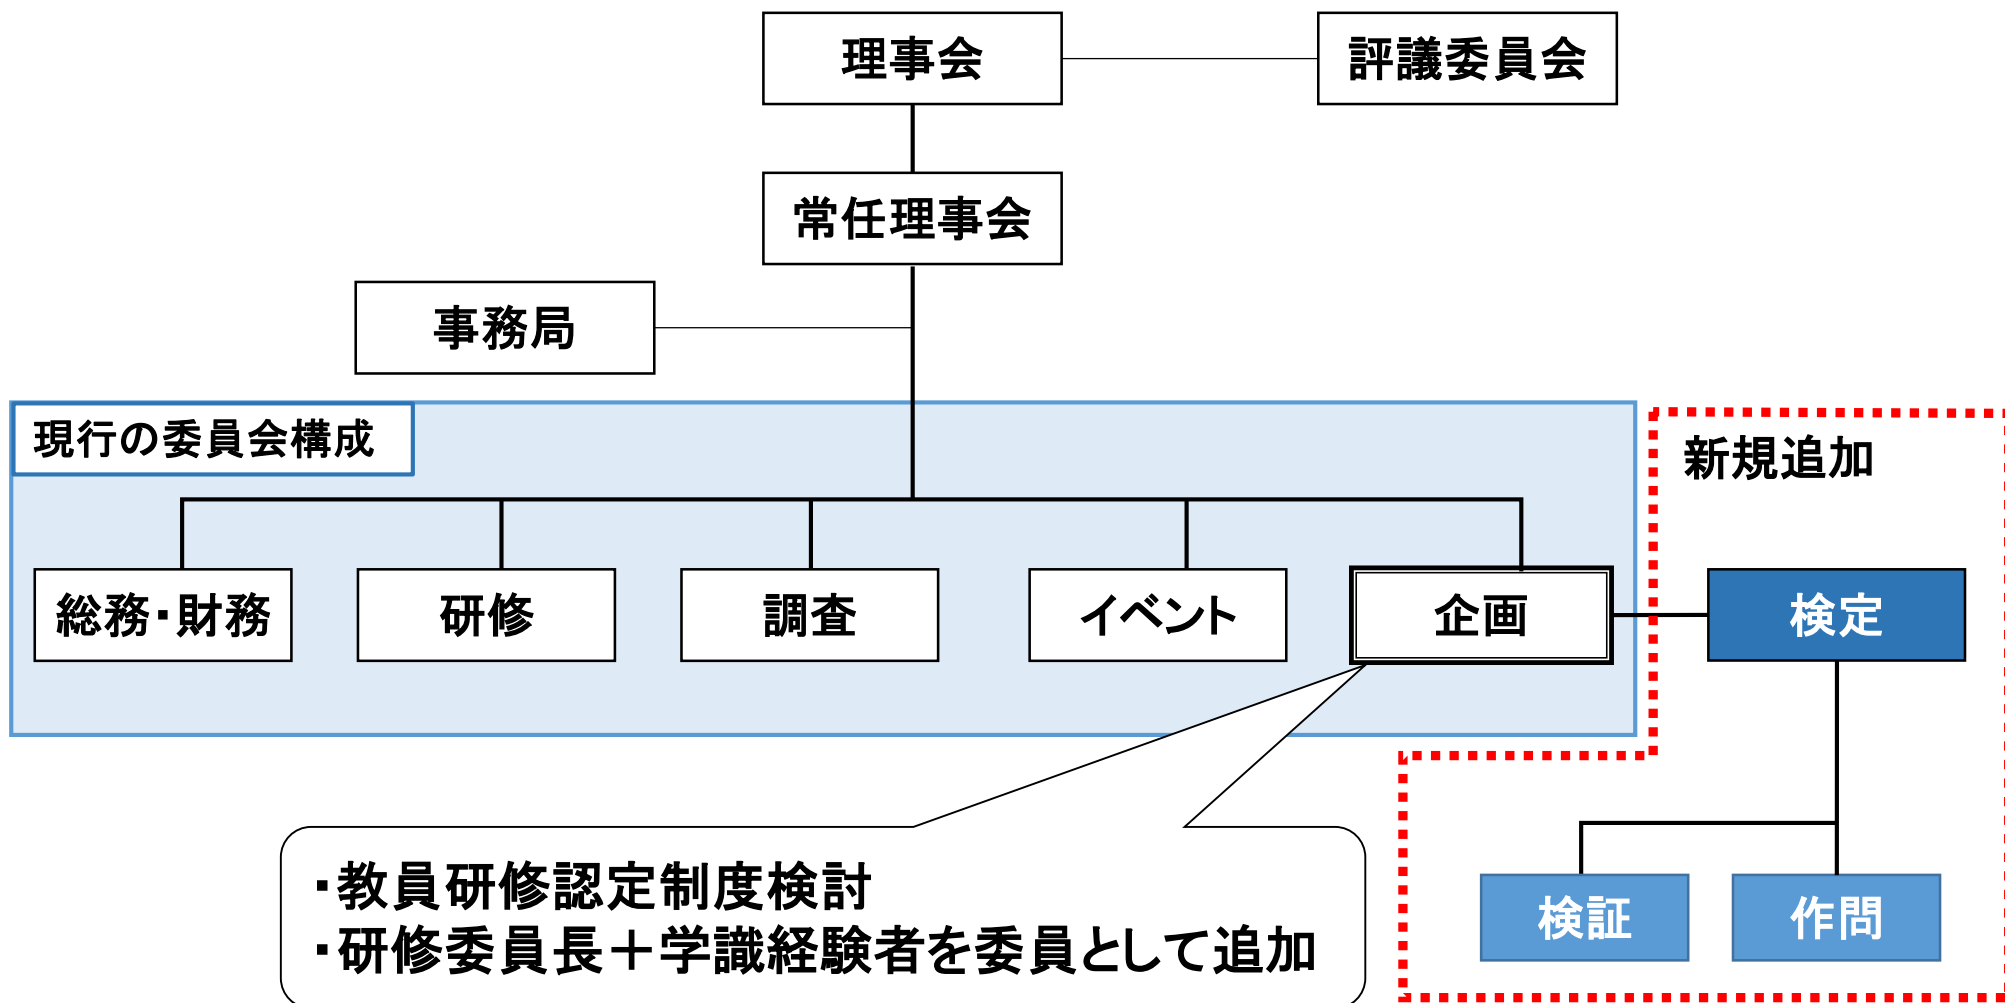 理事会
評議委員会
常任理事会
事務局
現行の委員会構成
新規追加
総務・財務
研修
調査
イベント
企画
検定
・教員研修認定制度検討
・研修委員長＋学識経験者を委員として追加
検証
作問